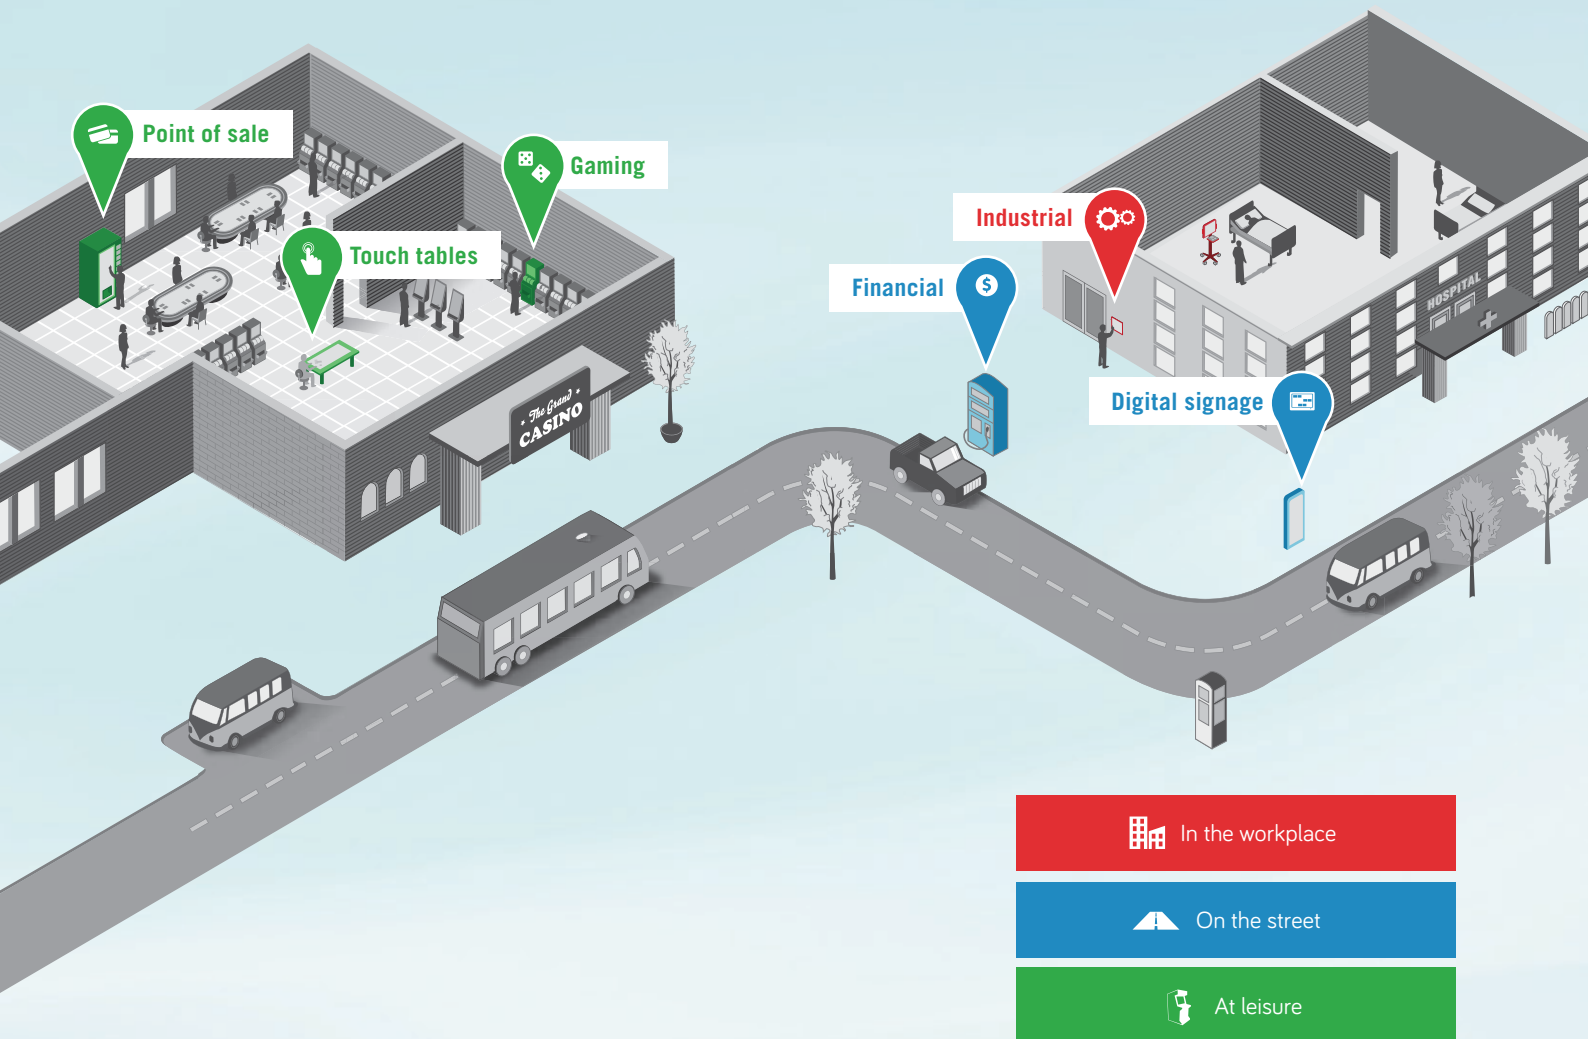 Point of sale
Gaming
Touch tables
Industrial
Financial
Digital signage
HOSPITAL
The Grand
CASINO
In the workplace
On the street
At leisure